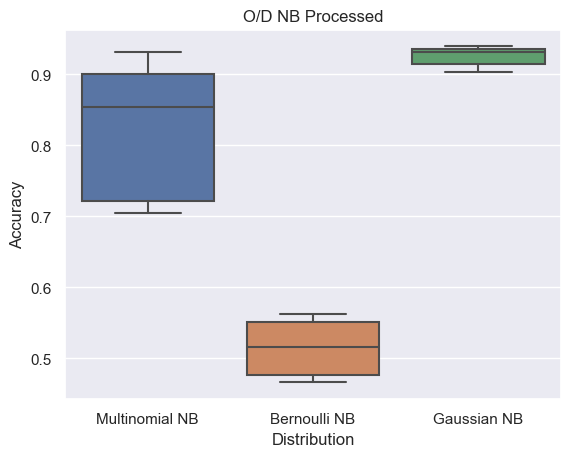 O/D NB Processed
Accuracy
0.9
0.8
0.7
0.6
0.5
Multinomial NB
Bernoulli NB
Gaussian NB
Distribution